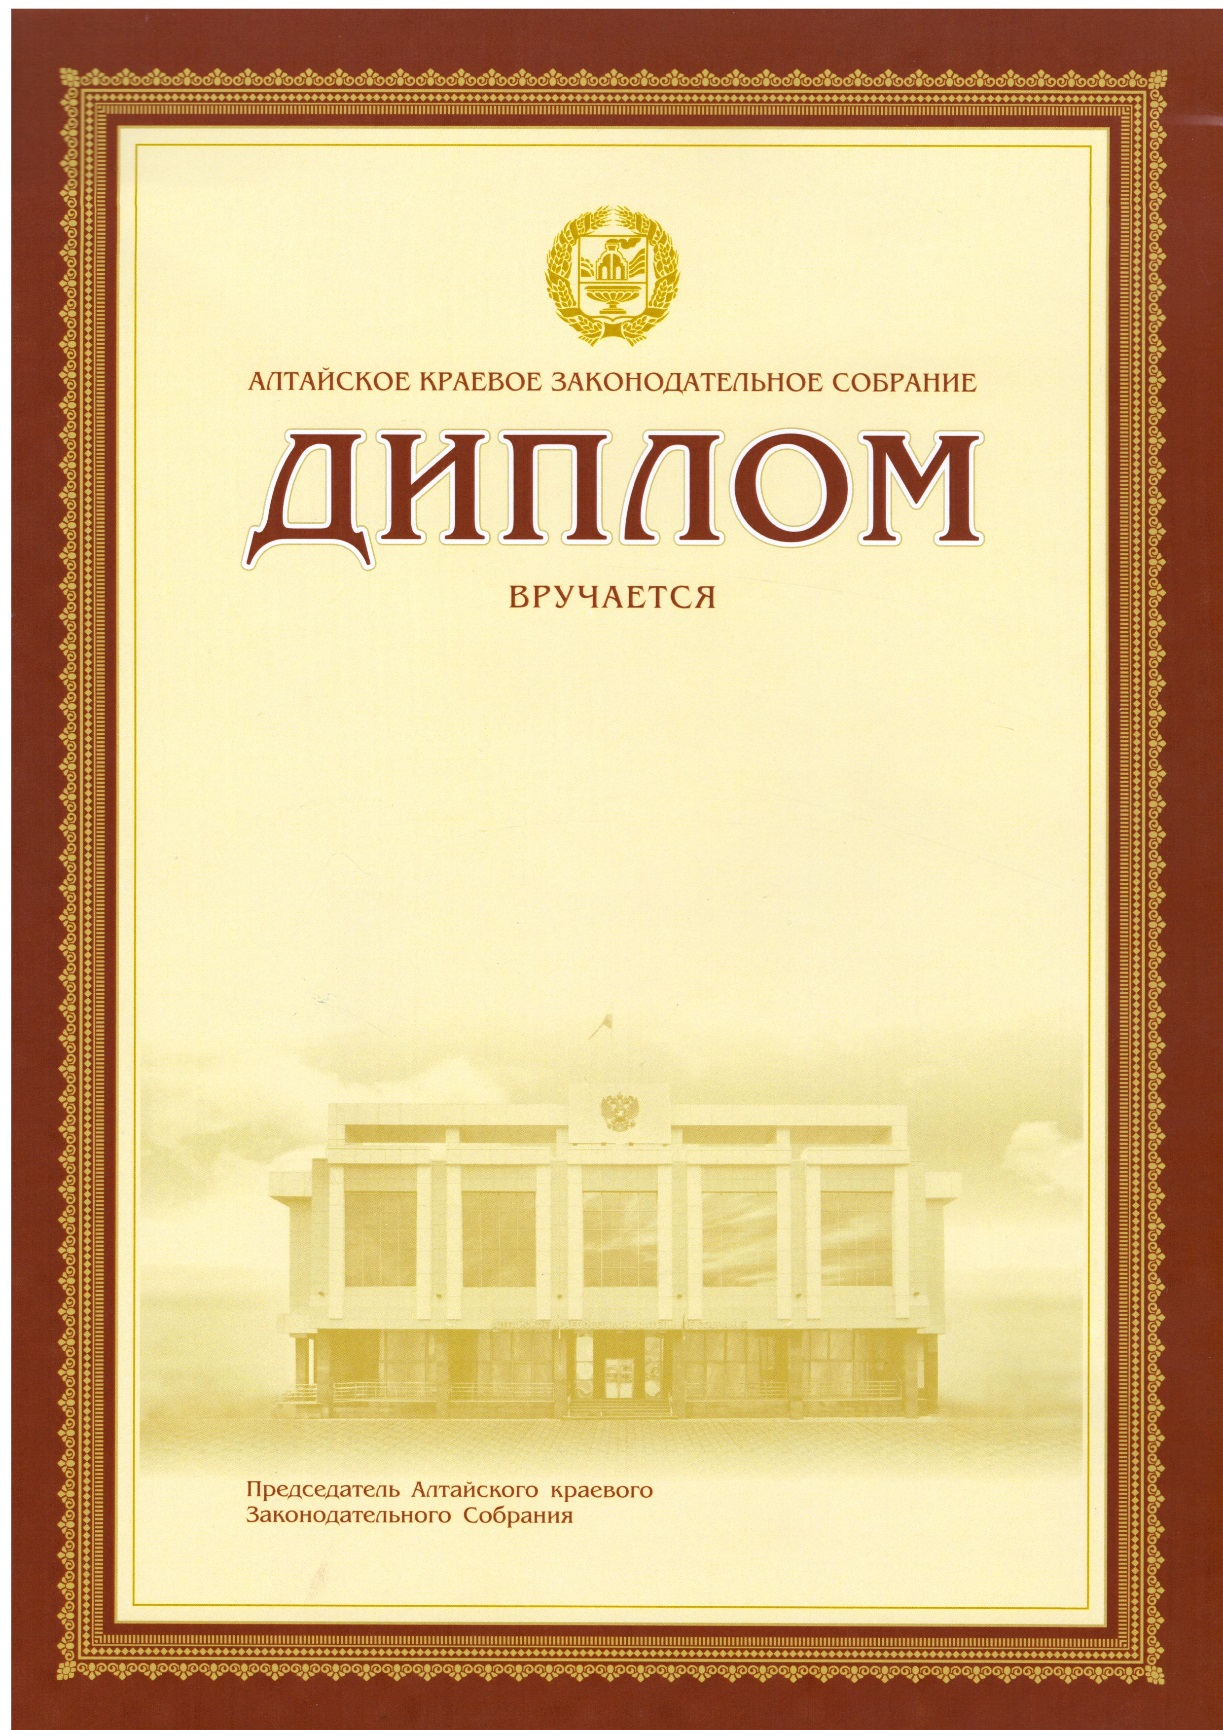 АЛТАЙСКОЕ КРАЕВОЕ ЗАКОНОДАТЕЛЬНОЕ СОБРАНИЕ
ДИПЛОМ
ВРУЧАЕТСЯ
Председатель Алтайского краевого
Законодательного Собрания